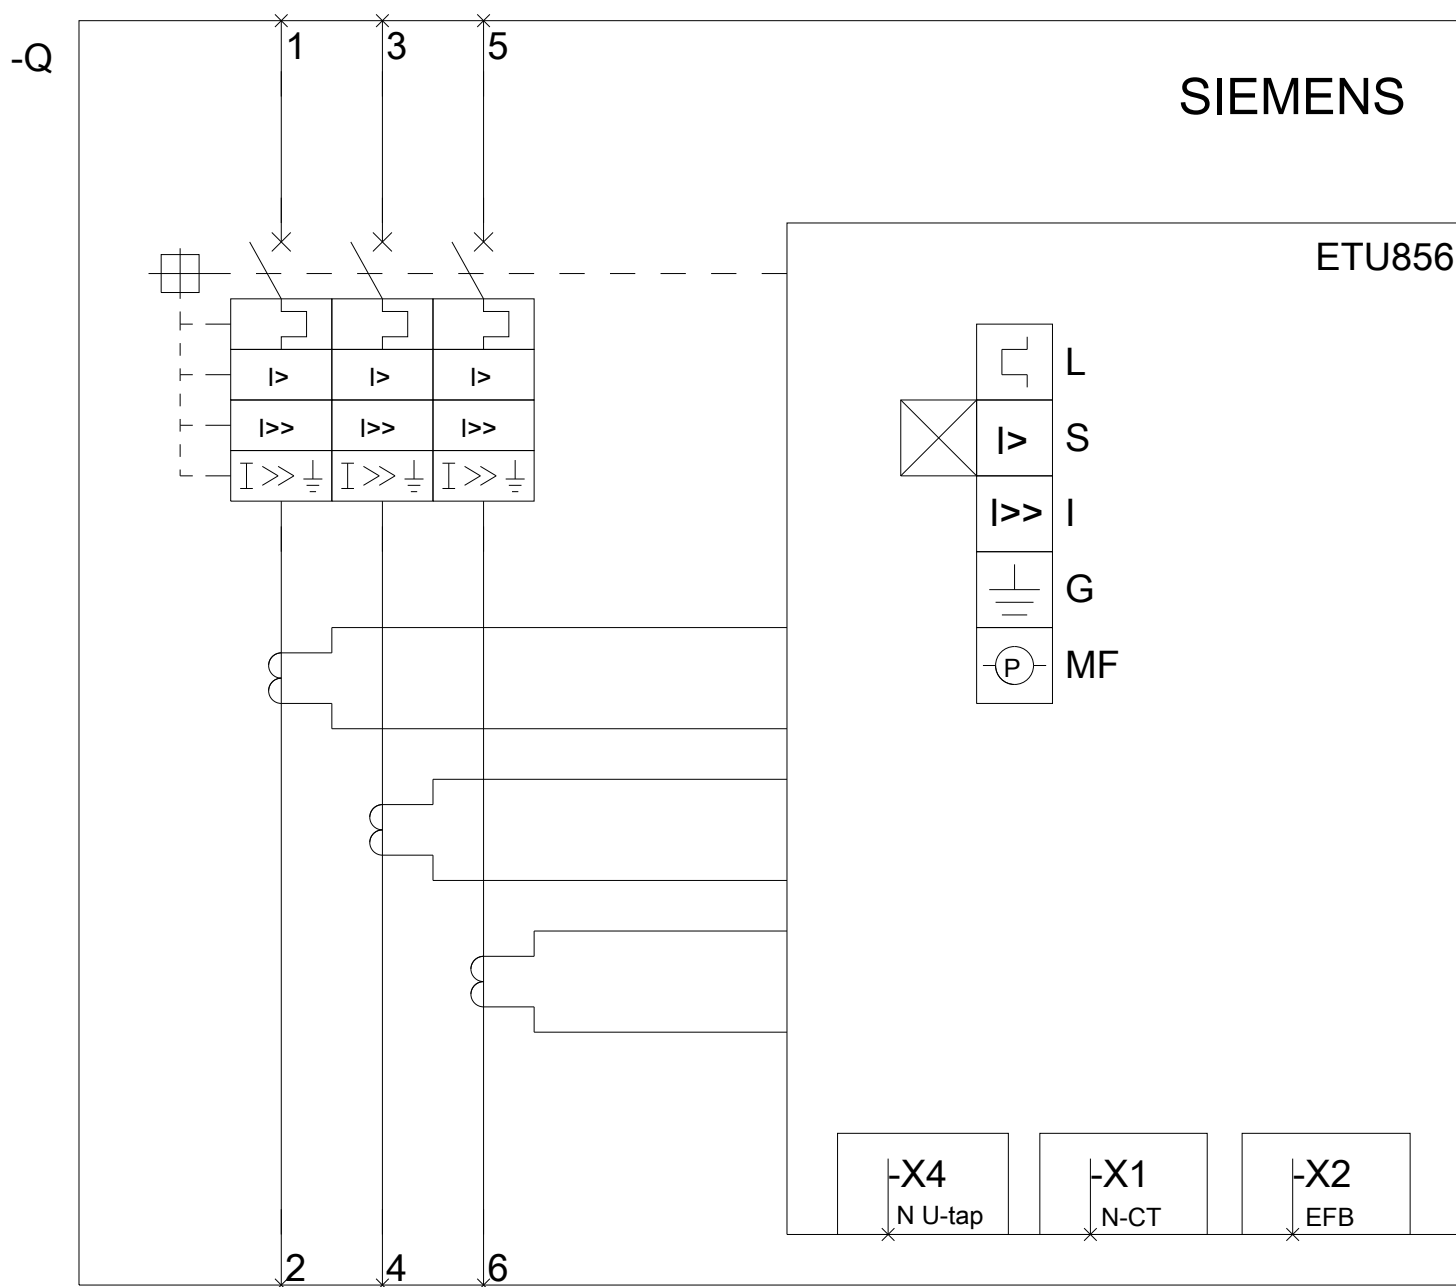 -Q
1 3 5
SIEMENS
ETU856
I> I> I>
I>> I>> I>>
I>> I>> I>>
L
I> S
I>> I
G
P MF
-X4 -X1 -X2
N U-tap N-CT EFB
2 4 6